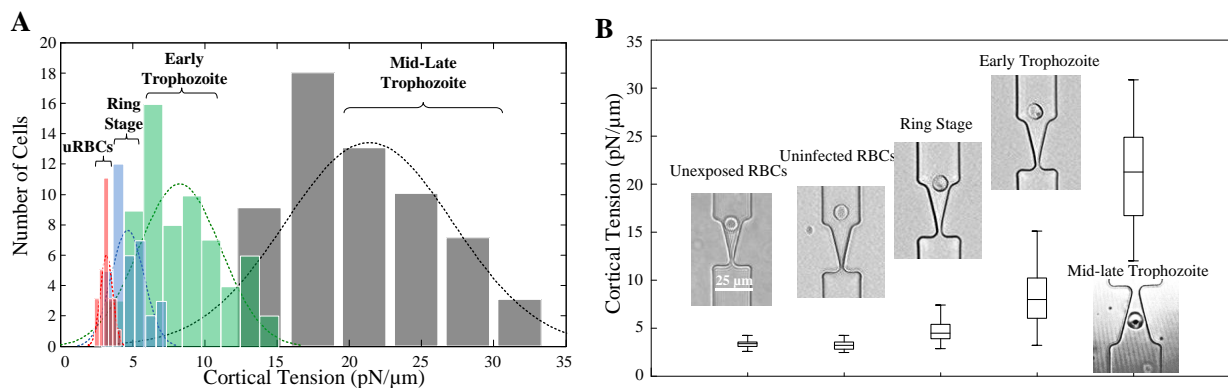 A
Number of Cells
20
18
16
14
12
10
8
6
4
2
0
0
5
10
15
20
25
30
35
Cortical Tension (pN/μm)
uRBCs
Ring
Stage
Early
Trophozoite
Mid-Late
Trophozoite
B
Cortical Tension (pN/μm)
35
30
25
20
15
10
5
0
Unexposed RBCs
25 μm
Uninfected RBCs
Ring Stage
Early Trophozoite
Mid-late Trophozoite